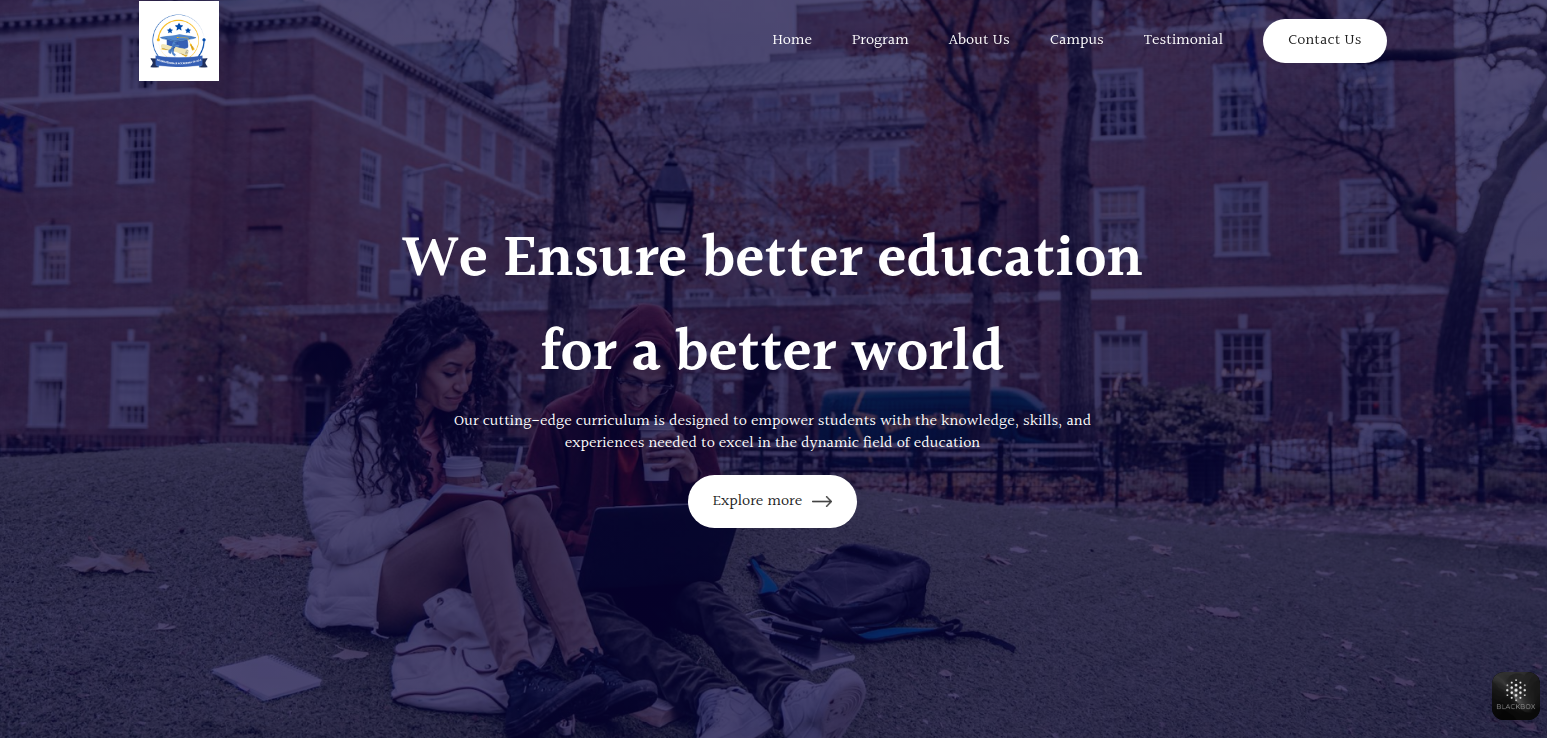 Home Program About Us Campus Testimonial Contact Us
We Ensure better education
for a better world
Our cutting-edge curriculum is designed to empower students with the knowledge, skills, and
experiences needed to excel in the dynamic field of education
Explore more
BLACKBOX